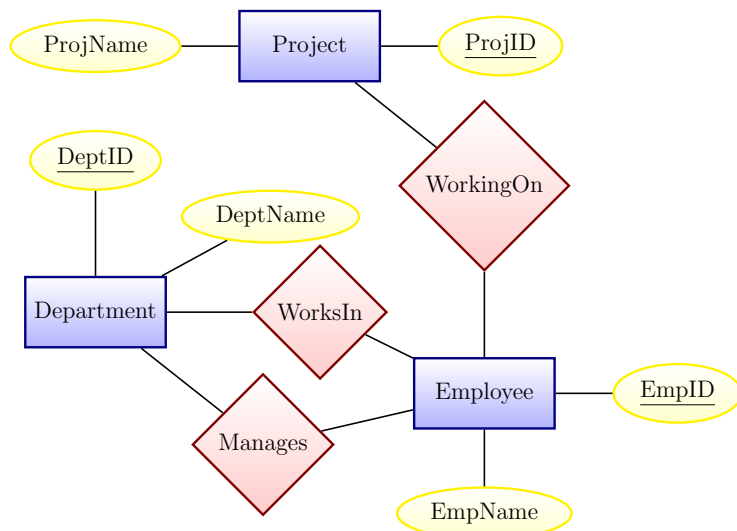 ProjName
Project
ProjID
DeptID
WorkingOn
DeptName
Department
WorksIn
Employee
EmpID
Manages
EmpName